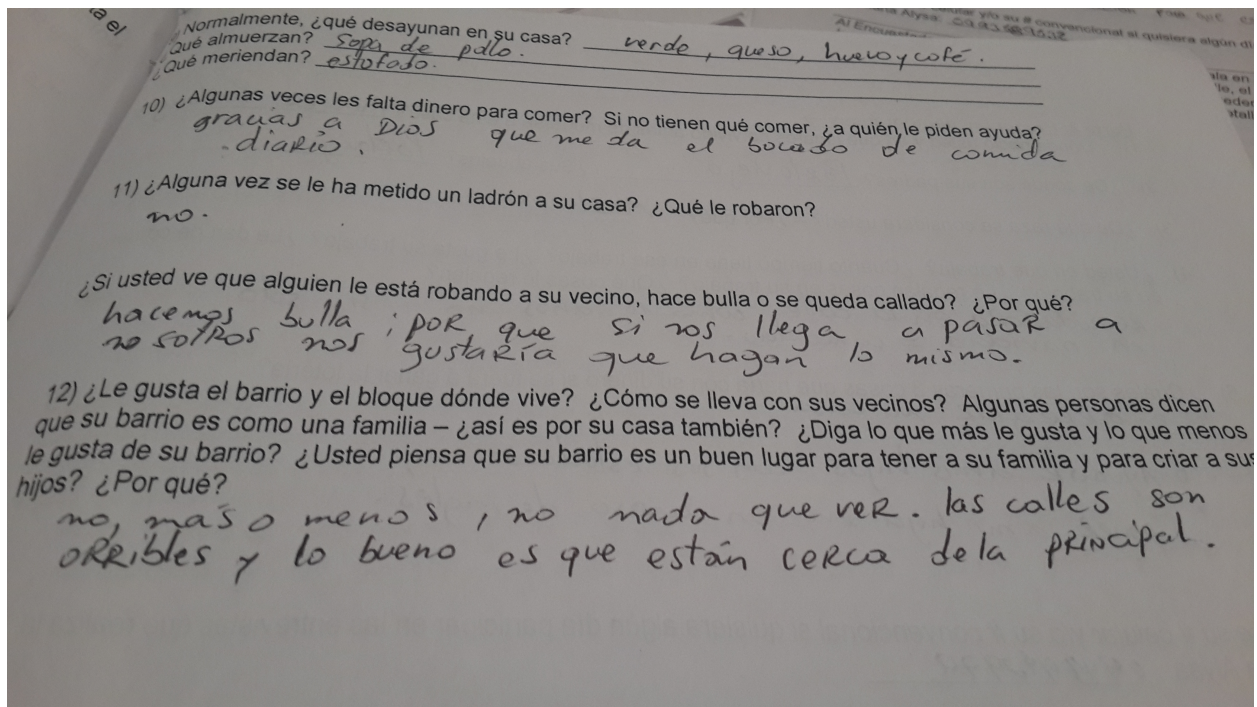 a el
Normalmente, ¿qué desayunan en su casa? verde, queso, huevo y cofé.
¿Qué almuerzan? Sopa de pollo.
¿Qué meriendan? estofado.
10) ¿Algunas veces les falta dinero para comer? Si no tienen qué comer, ¿a quién le piden ayuda?
gracias a Dios que me da el bocado de comida
diario.
11) ¿Alguna vez se le ha metido un ladrón a su casa? ¿Qué le robaron?
no.
¿Si usted ve que alguien le está robando a su vecino, hace bulla o se queda callado? ¿Por qué?
hacemos bulla ; poR que si nos llega a pasaR a
nosotRos nos gustaRía que hagan lo mismo.
12) ¿Le gusta el barrio y el bloque dónde vive? ¿Cómo se lleva con sus vecinos? Algunas personas dicen
que su barrio es como una familia – ¿así es por su casa también? ¿Diga lo que más le gusta y lo que menos
le gusta de su barrio? ¿Usted piensa que su barrio es un buen lugar para tener a su familia y para criar a sus
hijos? ¿Por qué?
no, mas o menos, no nada que veR. las calles son
oRRibles y lo bueno es que están ceRca de la pRincipal.